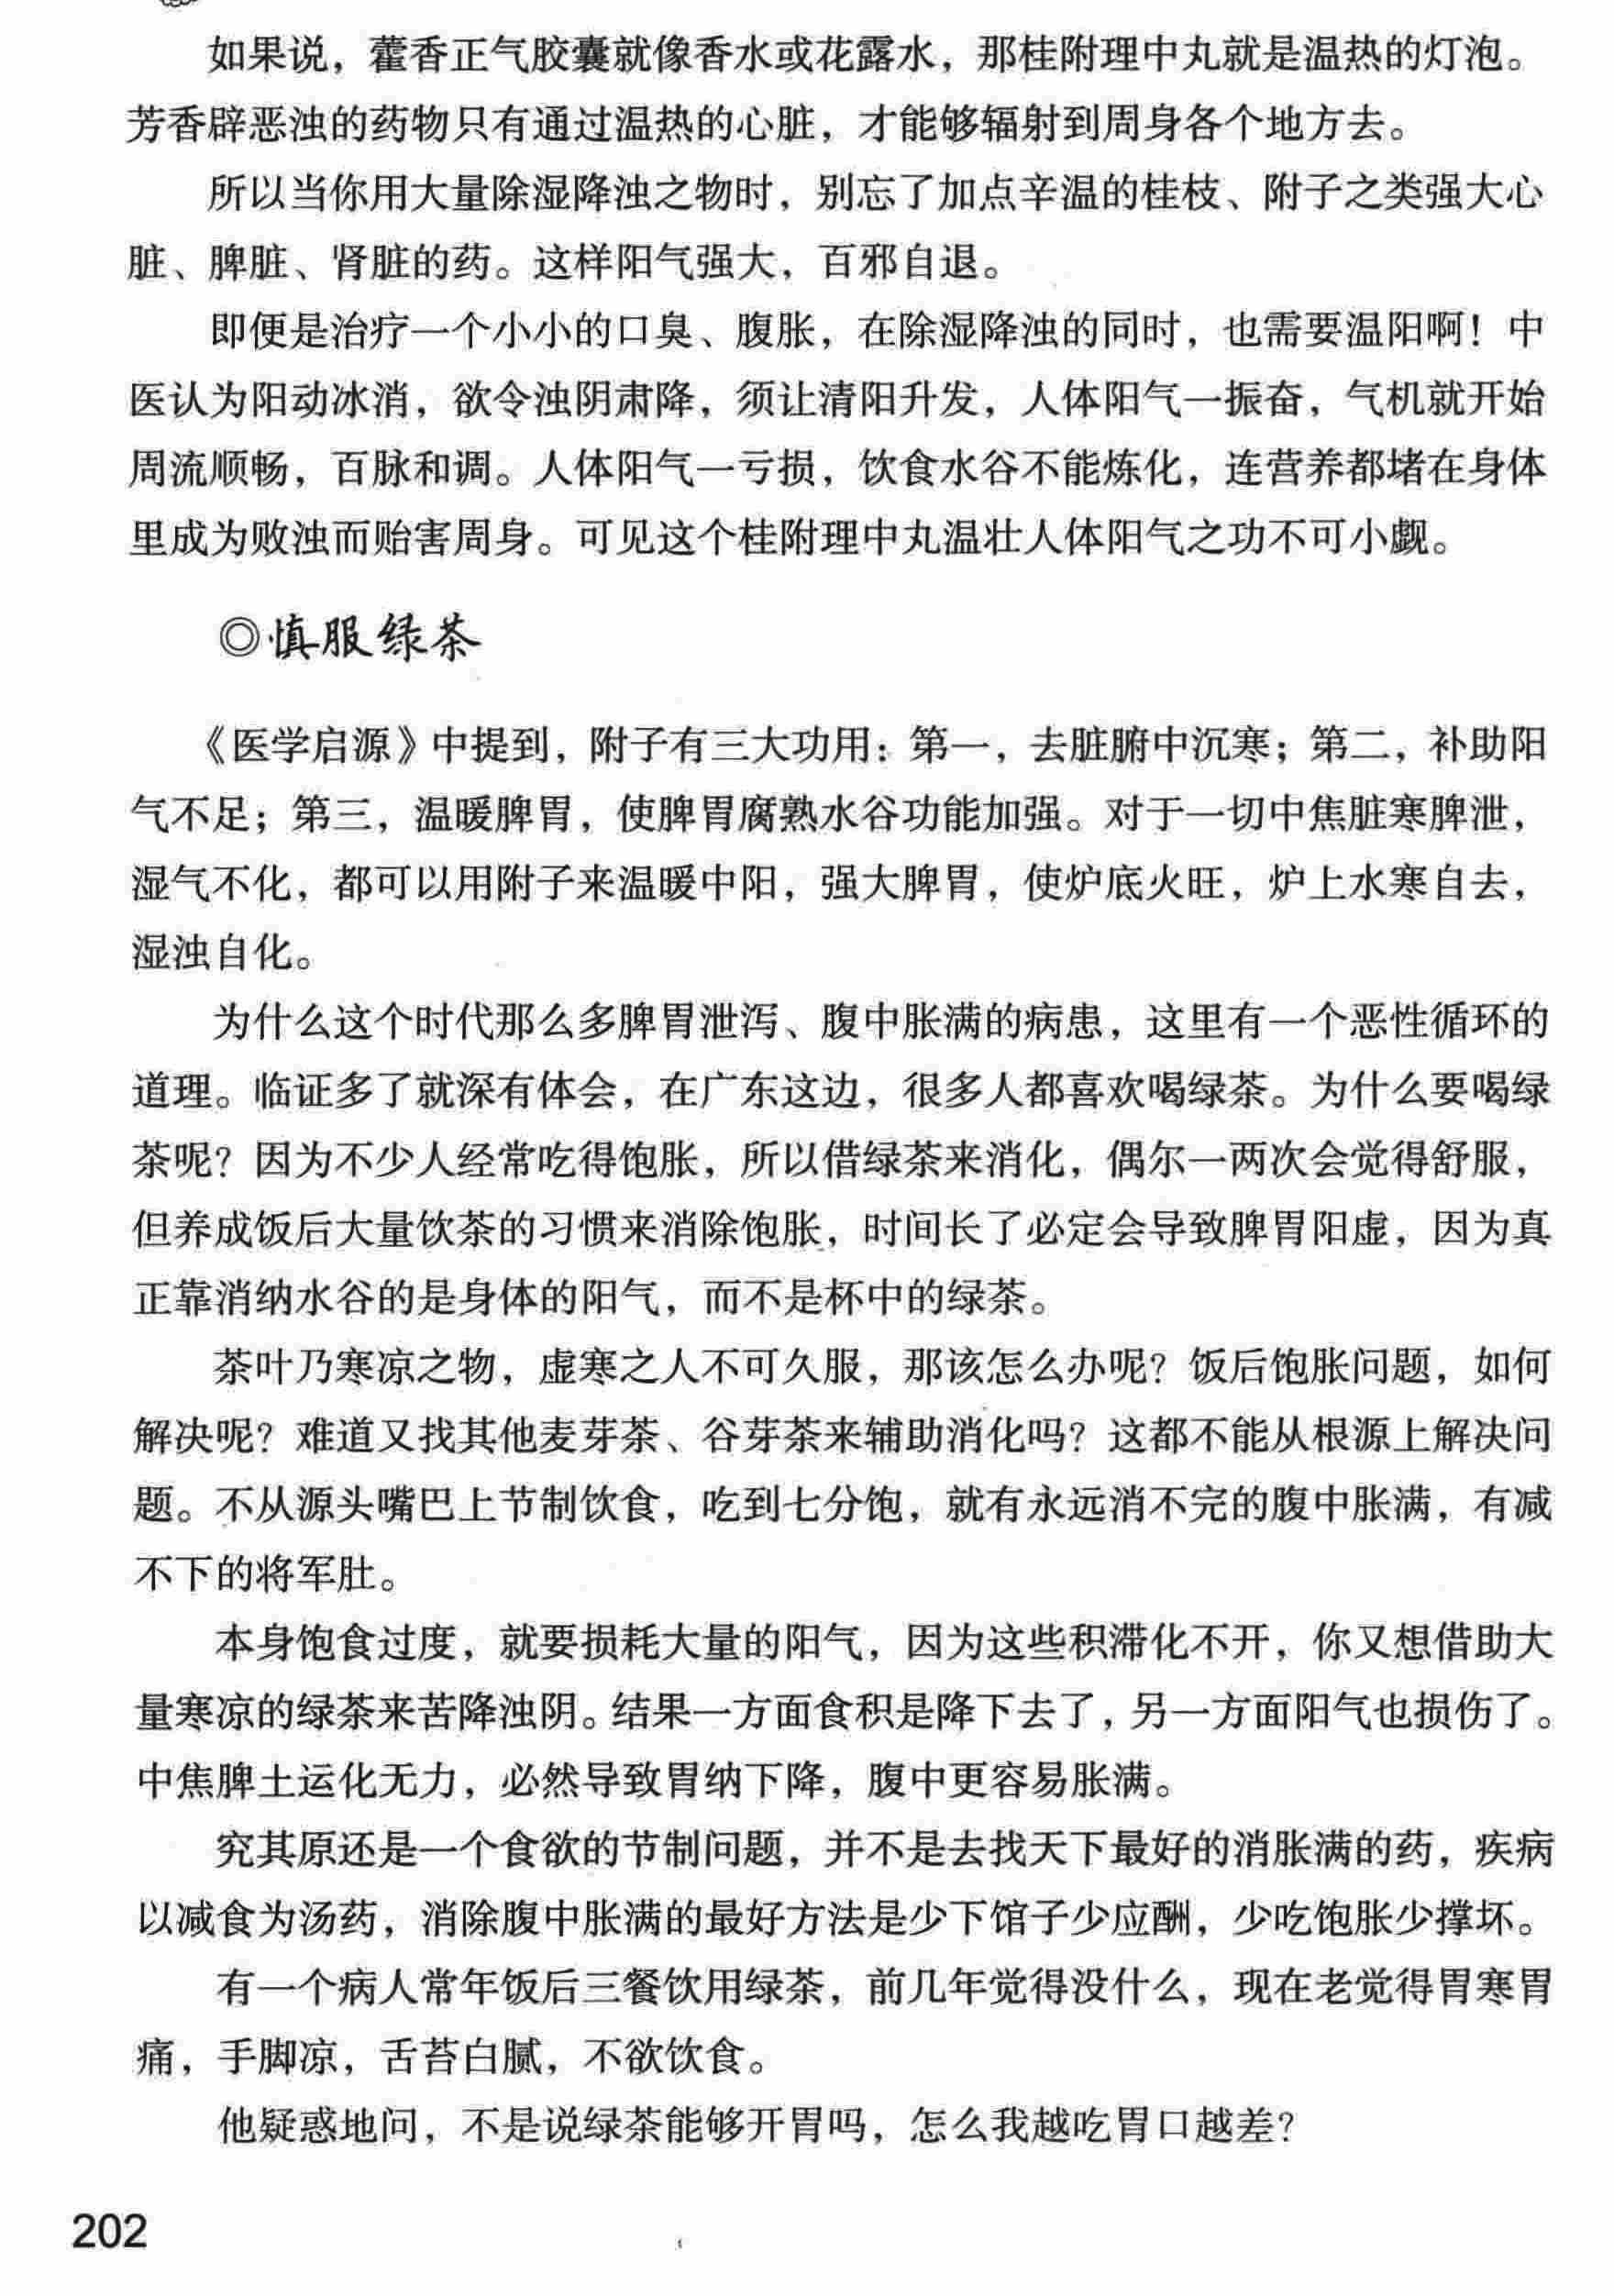 如果说，藿香正气胶囊就像香水或花露水，那桂附理中丸就是温热的灯泡。
芳香辟恶浊的药物只有通过温热的心脏，才能够辐射到周身各个地方去。
所以当你用大量除湿降浊之物时，别忘了加点辛温的桂枝、附子之类强大心
脏、脾脏、肾脏的药。这样阳气强大，百邪自退。
即便是治疗一个小小的口臭、腹胀，在除湿降浊的同时，也需要温阳啊！中
医认为阳动冰消，欲令浊阴肃降，须让清阳升发，人体阳气一振奋，气机就开始
周流顺畅，百脉和调。人体阳气一亏损，饮食水谷不能炼化，连营养都堵在身体
里成为败浊而贻害周身。可见这个桂附理中丸温壮人体阳气之功不可小觑。
◎慎服绿茶
《医学启源》中提到，附子有三大功用：第一，去脏腑中沉寒；第二，补助阳
气不足；第三，温暖脾胃，使脾胃腐熟水谷功能加强。对于一切中焦脏寒脾泄，
湿气不化，都可以用附子来温暖中阳，强大脾胃，使炉底火旺，炉上水寒自去，
湿浊自化。
为什么这个时代那么多脾胃泄泻、腹中胀满的病患，这里有一个恶性循环的
道理。临证多了就深有体会，在广东这边，很多人都喜欢喝绿茶。为什么要喝绿
茶呢？因为不少人经常吃得饱胀，所以借绿茶来消化，偶尔一两次会觉得舒服，
但养成饭后大量饮茶的习惯来消除饱胀，时间长了必定会导致脾胃阳虚，因为真
正靠消纳水谷的是身体的阳气，而不是杯中的绿茶。
茶叶乃寒凉之物，虚寒之人不可久服，那该怎么办呢？饭后饱胀问题，如何
解决呢？难道又找其他麦芽茶、谷芽茶来辅助消化吗？这都不能从根源上解决问
题。不从源头嘴巴上节制饮食，吃到七分饱，就有永远消不完的腹中胀满，有减
不下的将军肚。
本身饱食过度，就要损耗大量的阳气，因为这些积滞化不开，你又想借助大
量寒凉的绿茶来苦降浊阴。结果一方面食积是降下去了，另一方面阳气也损伤了。
中焦脾土运化无力，必然导致胃纳下降，腹中更容易胀满。
究其原还是一个食欲的节制问题，并不是去找天下最好的消胀满的药，疾病
以减食为汤药，消除腹中胀满的最好方法是少下馆子少应酬，少吃饱胀少撑坏。
有一个病人常年饭后三餐饮用绿茶，前几年觉得没什么，现在老觉得胃寒胃
痛，手脚凉，舌苔白腻，不欲饮食。
他疑惑地问，不是说绿茶能够开胃吗，怎么我越吃胃口越差？
202